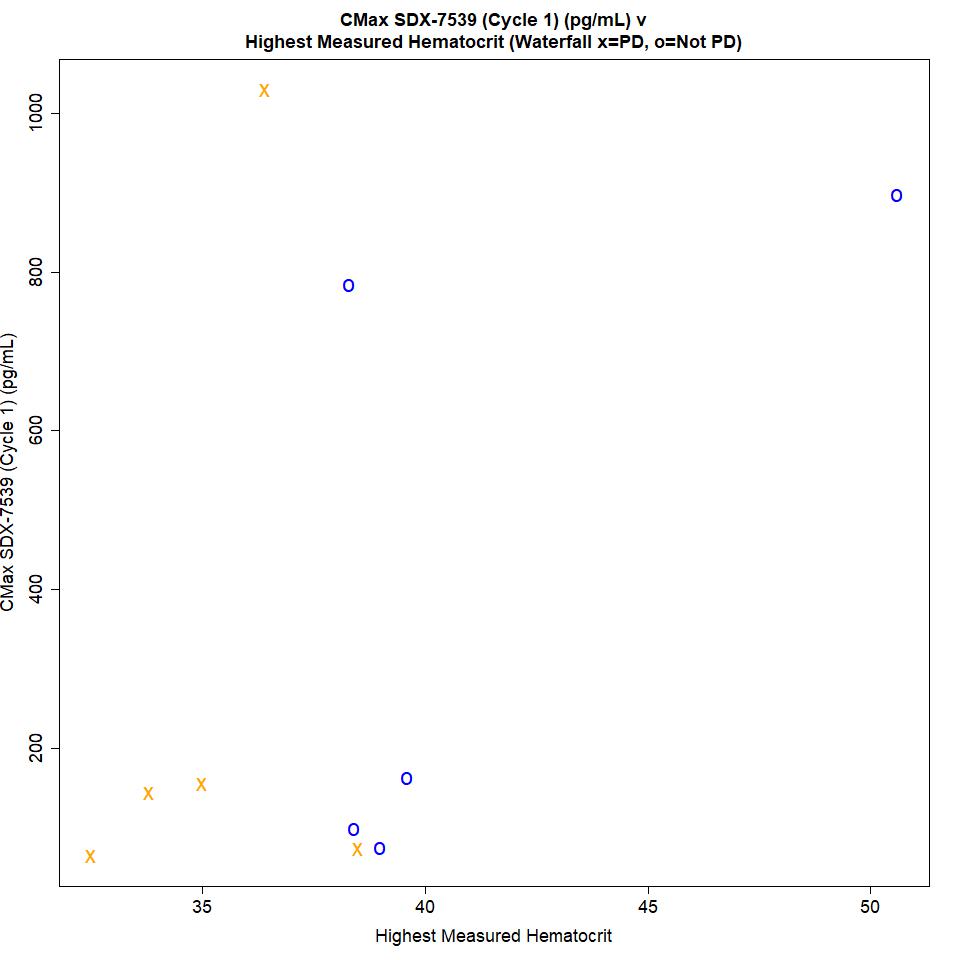 CMax SDX-7539 (Cycle 1) (pg/mL) v
Highest Measured Hematocrit (Waterfall x=PD, o=Not PD)
CMax SDX-7539 (Cycle 1) (pg/mL)
1000
800
600
400
200
x
o
o
x
x
o
o
x
o
x
35
40
45
50
Highest Measured Hematocrit